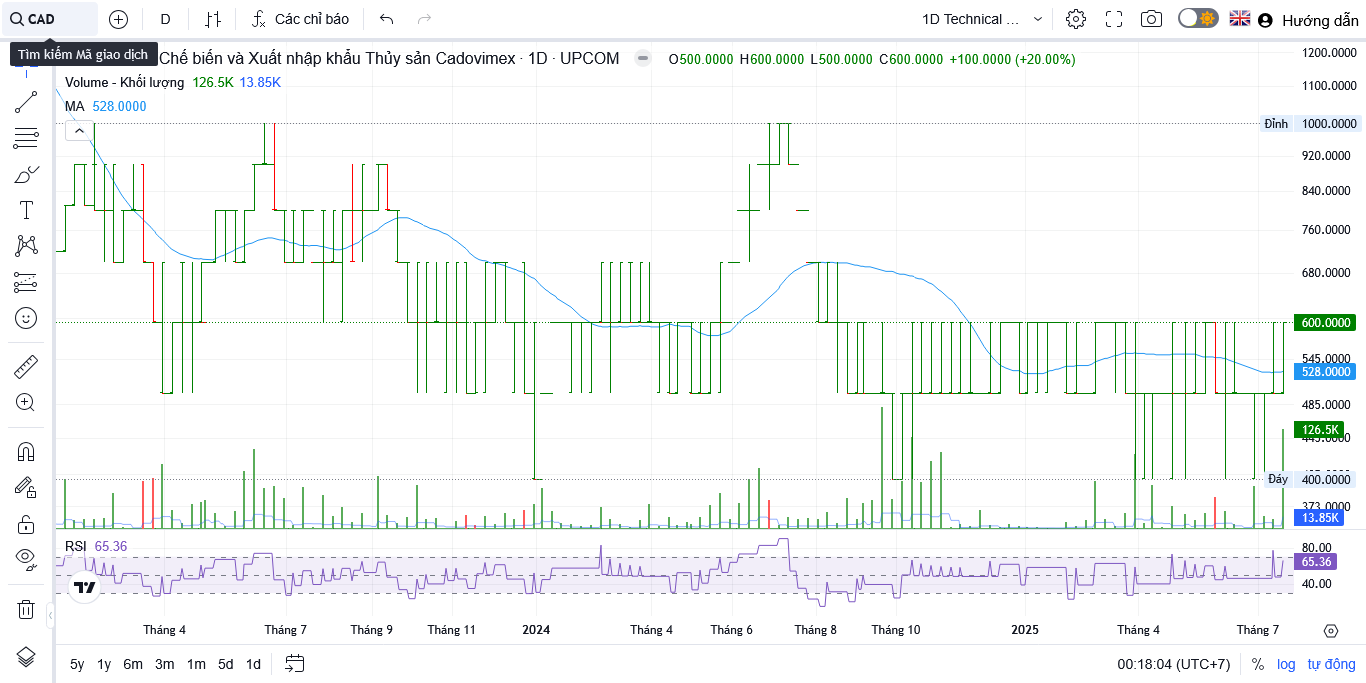 CAD D Các chỉ báo 1D Technical ... Hướng dẫn
Tìm kiếm Mã giao dịch
Chế biến và Xuất nhập khẩu Thủy sản Cadovimex · 1D · UPCOM O500.0000 H600.0000 L500.0000 C600.0000 +100.0000 (+20.00%)
Volume - Khối lượng 126.5K 13.85K
MA 528.0000
1200.0000
1100.0000
Đỉnh 1000.0000
920.0000
840.0000
760.0000
680.0000
600.0000
545.0000
528.0000
485.0000
126.5K
445.0000
Đáy 400.0000
373.0000
13.85K
RSI 65.36
80.00
65.36
40.00
Tháng 4 Tháng 7 Tháng 9 Tháng 11 2024 Tháng 4 Tháng 6 Tháng 8 Tháng 10 2025 Tháng 4 Tháng 7
5y 1y 6m 3m 1m 5d 1d 00:18:04 (UTC+7) % log tự động